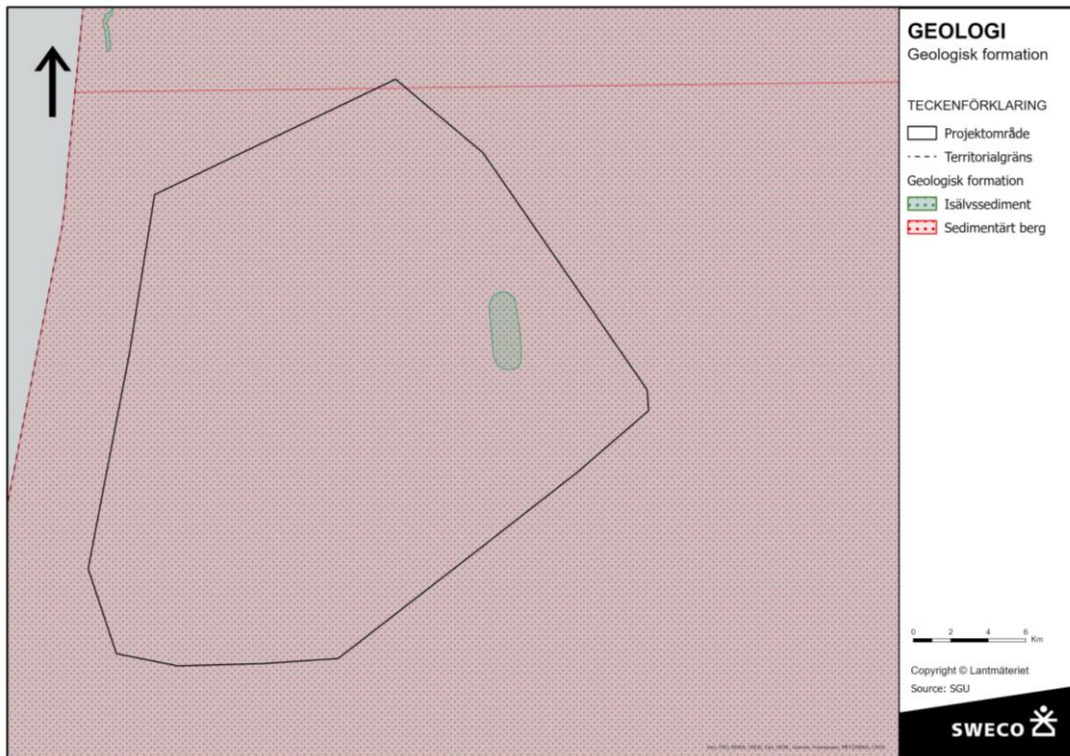 GEOLOGI
Geologisk formation
TECKENFÖRKLARING
Projektområde
Territorialgräns
Geologisk formation
Isälvssediment
Sedimentärt berg
0 2 4 6
Km
Copyright © Lantmäteriet
Source: SGU
SWECO